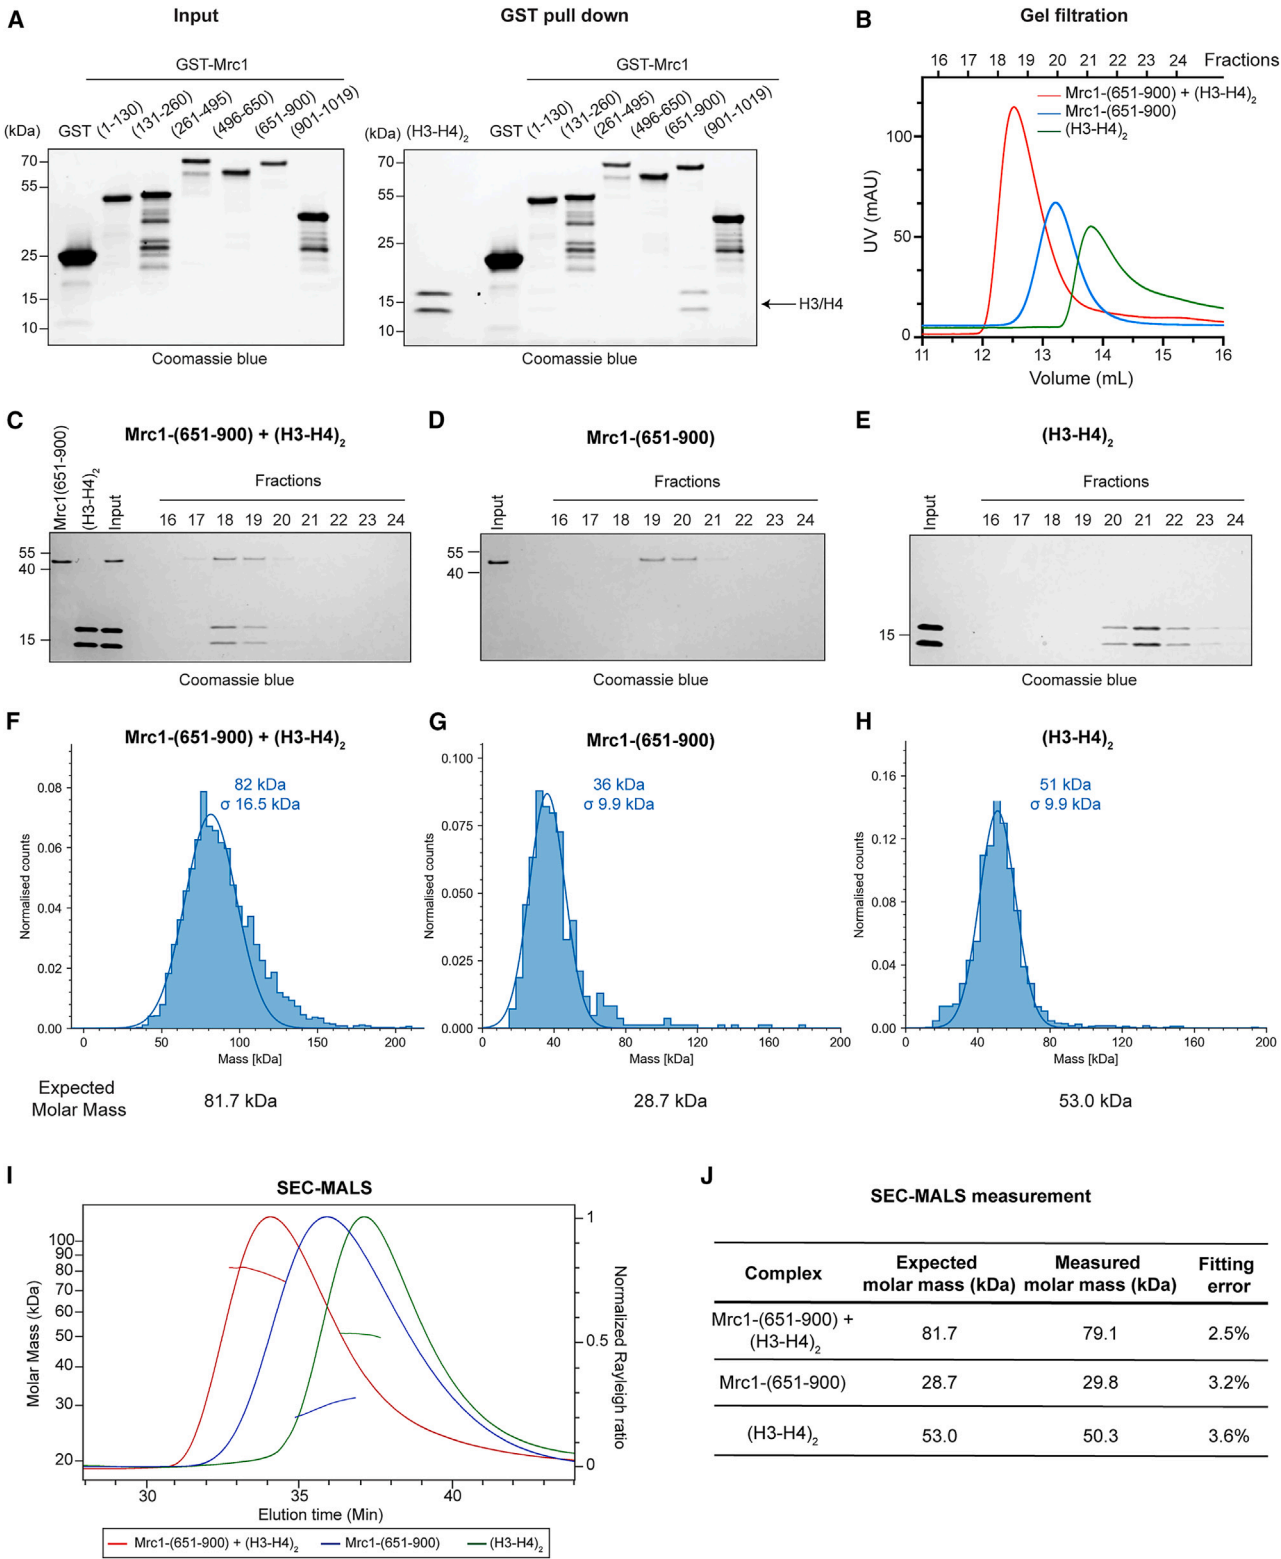 A
Input
GST pull down
GST-Mrc1
GST-Mrc1
(kDa) GST (1-130) (131-260) (261-495) (496-650) (651-900) (901-1019)
(kDa) (H3-H4)2 GST (1-130) (131-260) (261-495) (496-650) (651-900) (901-1019)
70
55
25
15
10
70
55
25
15
10
H3/H4
Coomassie blue
Coomassie blue
B
Gel filtration
16 17 18 19 20 21 22 23 24 Fractions
Mrc1-(651-900) + (H3-H4)2
Mrc1-(651-900)
(H3-H4)2
UV (mAU)
100
50
0
11 12 13 14 15 16
Volume (mL)
C
Mrc1-(651-900) + (H3-H4)2
Mrc1(651-900)
(H3-H4)2
Input
Fractions
16 17 18 19 20 21 22 23 24
55
40
15
Coomassie blue
D
Mrc1-(651-900)
Input
Fractions
16 17 18 19 20 21 22 23 24
55
40
Coomassie blue
E
(H3-H4)2
Input
Fractions
16 17 18 19 20 21 22 23 24
15
Coomassie blue
F
Mrc1-(651-900) + (H3-H4)2
82 kDa
σ 16.5 kDa
Normalised counts
0.08
0.06
0.04
0.02
0.00
0 50 100 150 200
Mass [kDa]
G
Mrc1-(651-900)
36 kDa
σ 9.9 kDa
Normalised counts
0.100
0.075
0.050
0.025
0.000
0 40 80 120 160 200
Mass [kDa]
H
(H3-H4)2
51 kDa
σ 9.9 kDa
Normalised counts
0.16
0.12
0.08
0.04
0.00
0 40 80 120 160 200
Mass [kDa]
Expected
Molar Mass
81.7 kDa
28.7 kDa
53.0 kDa
I
SEC-MALS
Molar Mass (kDa)
100
90
80
70
60
50
40
30
20
1
0.5
0
Normalized Rayleigh ratio
30 35 40
Elution time (Min)
Mrc1-(651-900) + (H3-H4)2 Mrc1-(651-900) (H3-H4)2
J
SEC-MALS measurement
Complex Expected molar mass (kDa) Measured molar mass (kDa) Fitting error
Mrc1-(651-900) + (H3-H4)2 81.7 79.1 2.5%
Mrc1-(651-900) 28.7 29.8 3.2%
(H3-H4)2 53.0 50.3 3.6%